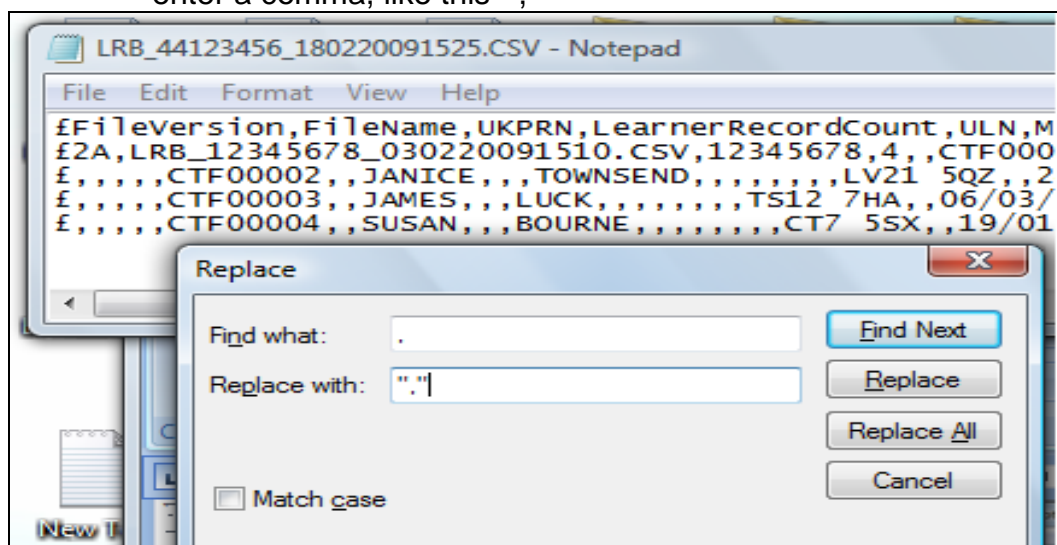 enter a comma, like this ,
LRB_44123456_180220091525.CSV - Notepad
File Edit Format View Help
£FileVersion,FileName,UKPRN,LearnerRecordCount,ULN,M
£2A,LRB_12345678_030220091510.CSV,12345678,4,,CTF000
£,,,,,CTF00002,,JANICE,,,TOWNSEND,,,,,,,,LV21 5QZ,,2
£,,,,,CTF00003,,JAMES,,,LUCK,,,,,,,,TS12 7HA,,06/03/
£,,,,,CTF00004,,SUSAN,,,BOURNE,,,,,,,,CT7 5SX,,19/01
Replace
Find what: .
Find Next
Replace with: "."
Replace
Replace All
Cancel
Match case
New T